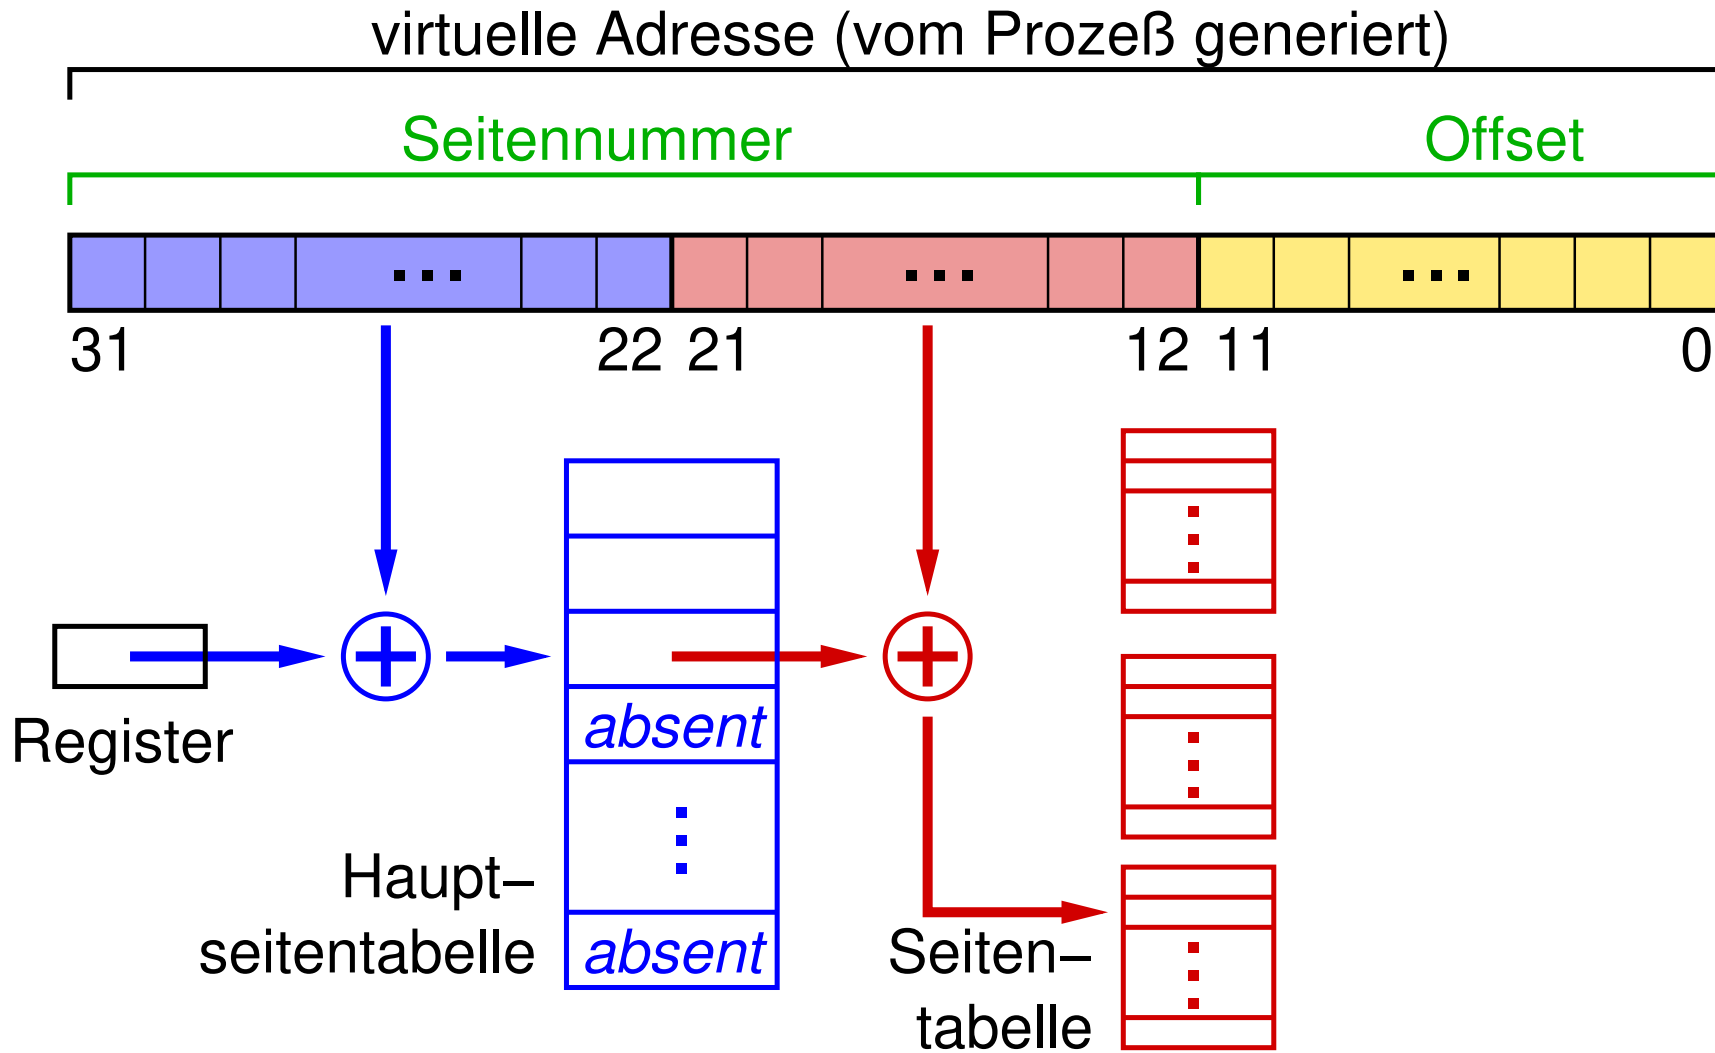 virtuelle Adresse (vom Prozeß generiert)
Seitennummer Offset
31 22 21 12 11 0
Register
absent
Haupt–
seitentabelle
absent
Seiten–
tabelle